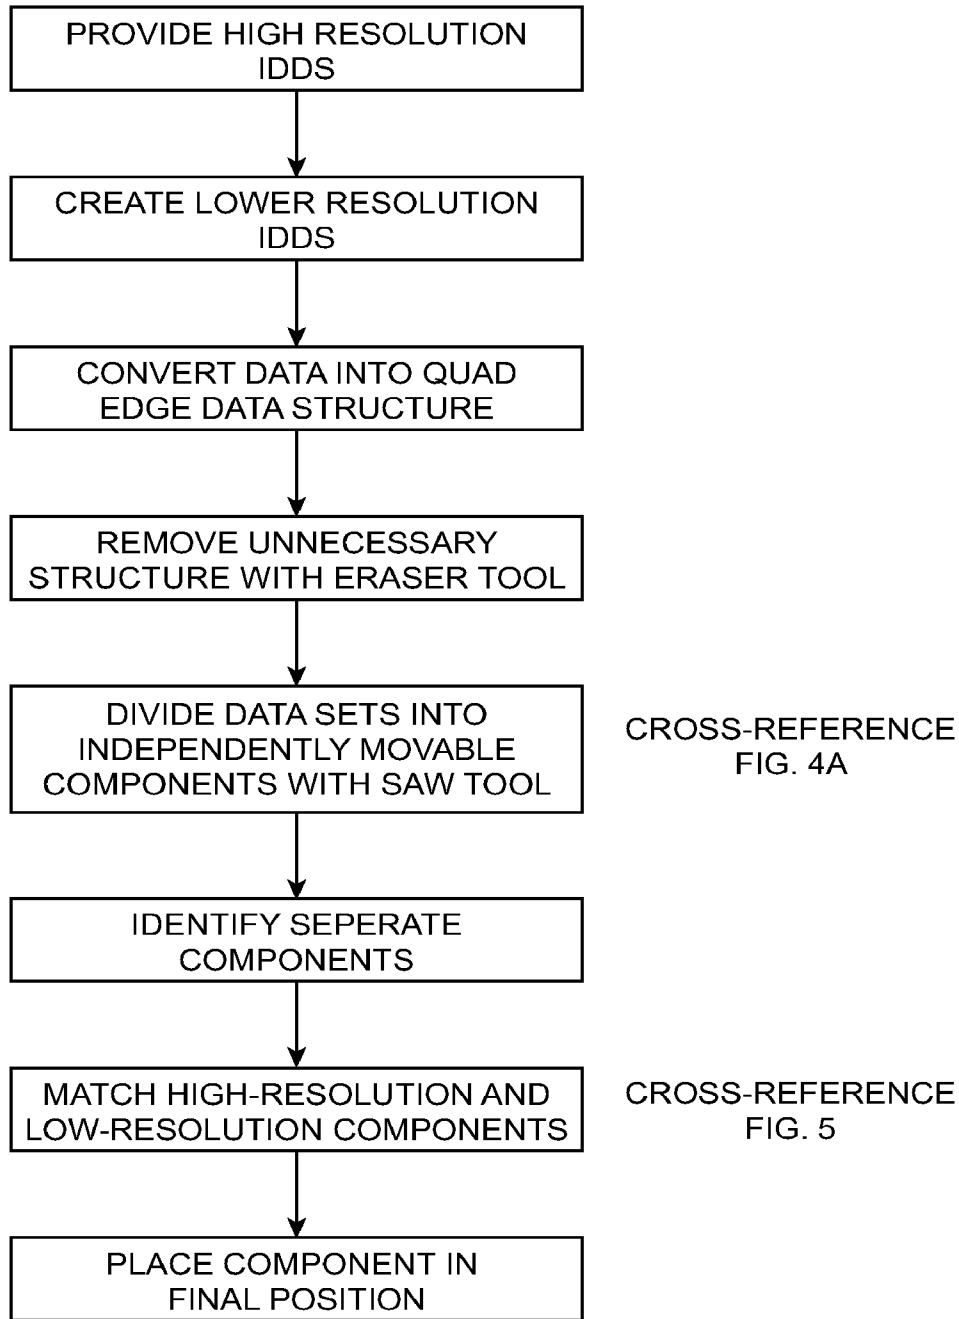 PROVIDE HIGH RESOLUTION
IDDS
CREATE LOWER RESOLUTION
IDDS
CONVERT DATA INTO QUAD
EDGE DATA STRUCTURE
REMOVE UNNECESSARY
STRUCTURE WITH ERASER TOOL
DIVIDE DATA SETS INTO
INDEPENDENTLY MOVABLE
COMPONENTS WITH SAW TOOL
CROSS-REFERENCE
FIG. 4A
IDENTIFY SEPERATE
COMPONENTS
MATCH HIGH-RESOLUTION AND
LOW-RESOLUTION COMPONENTS
CROSS-REFERENCE
FIG. 5
PLACE COMPONENT IN
FINAL POSITION